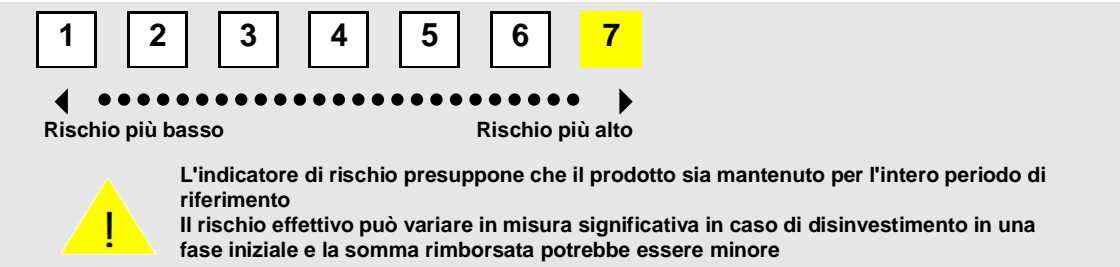 1 2 3 4 5 6 7
Rischio più basso Rischio più alto
L'indicatore di rischio presuppone che il prodotto sia mantenuto per l'intero periodo di
riferimento
Il rischio effettivo può variare in misura significativa in caso di disinvestimento in una
fase iniziale e la somma rimborsata potrebbe essere minore
!